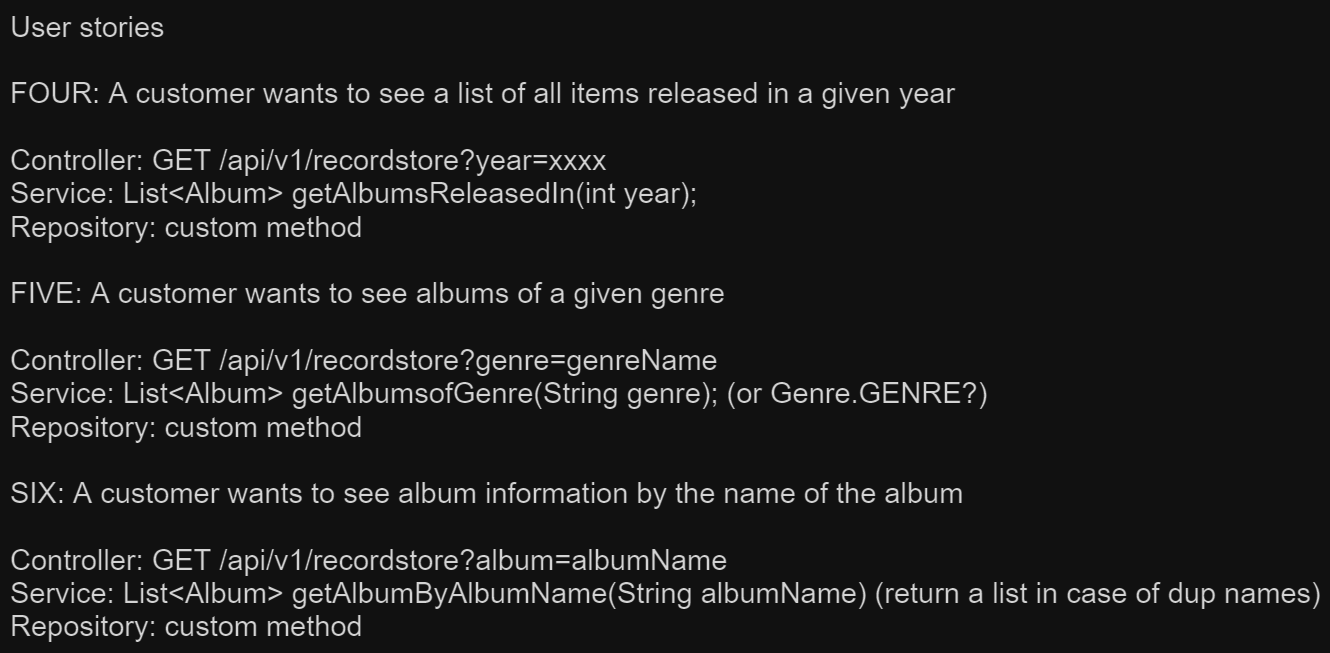 User stories
FOUR: A customer wants to see a list of all items released in a given year
Controller: GET /api/v1/recordstore?year=xxxx
Service: List<Album> getAlbumsReleasedIn(int year);
Repository: custom method
FIVE: A customer wants to see albums of a given genre
Controller: GET /api/v1/recordstore?genre=genreName
Service: List<Album> getAlbumsofGenre(String genre); (or Genre.GENRE?)
Repository: custom method
SIX: A customer wants to see album information by the name of the album
Controller: GET /api/v1/recordstore?album=albumName
Service: List<Album> getAlbumByAlbumName(String albumName) (return a list in case of dup names)
Repository: custom method